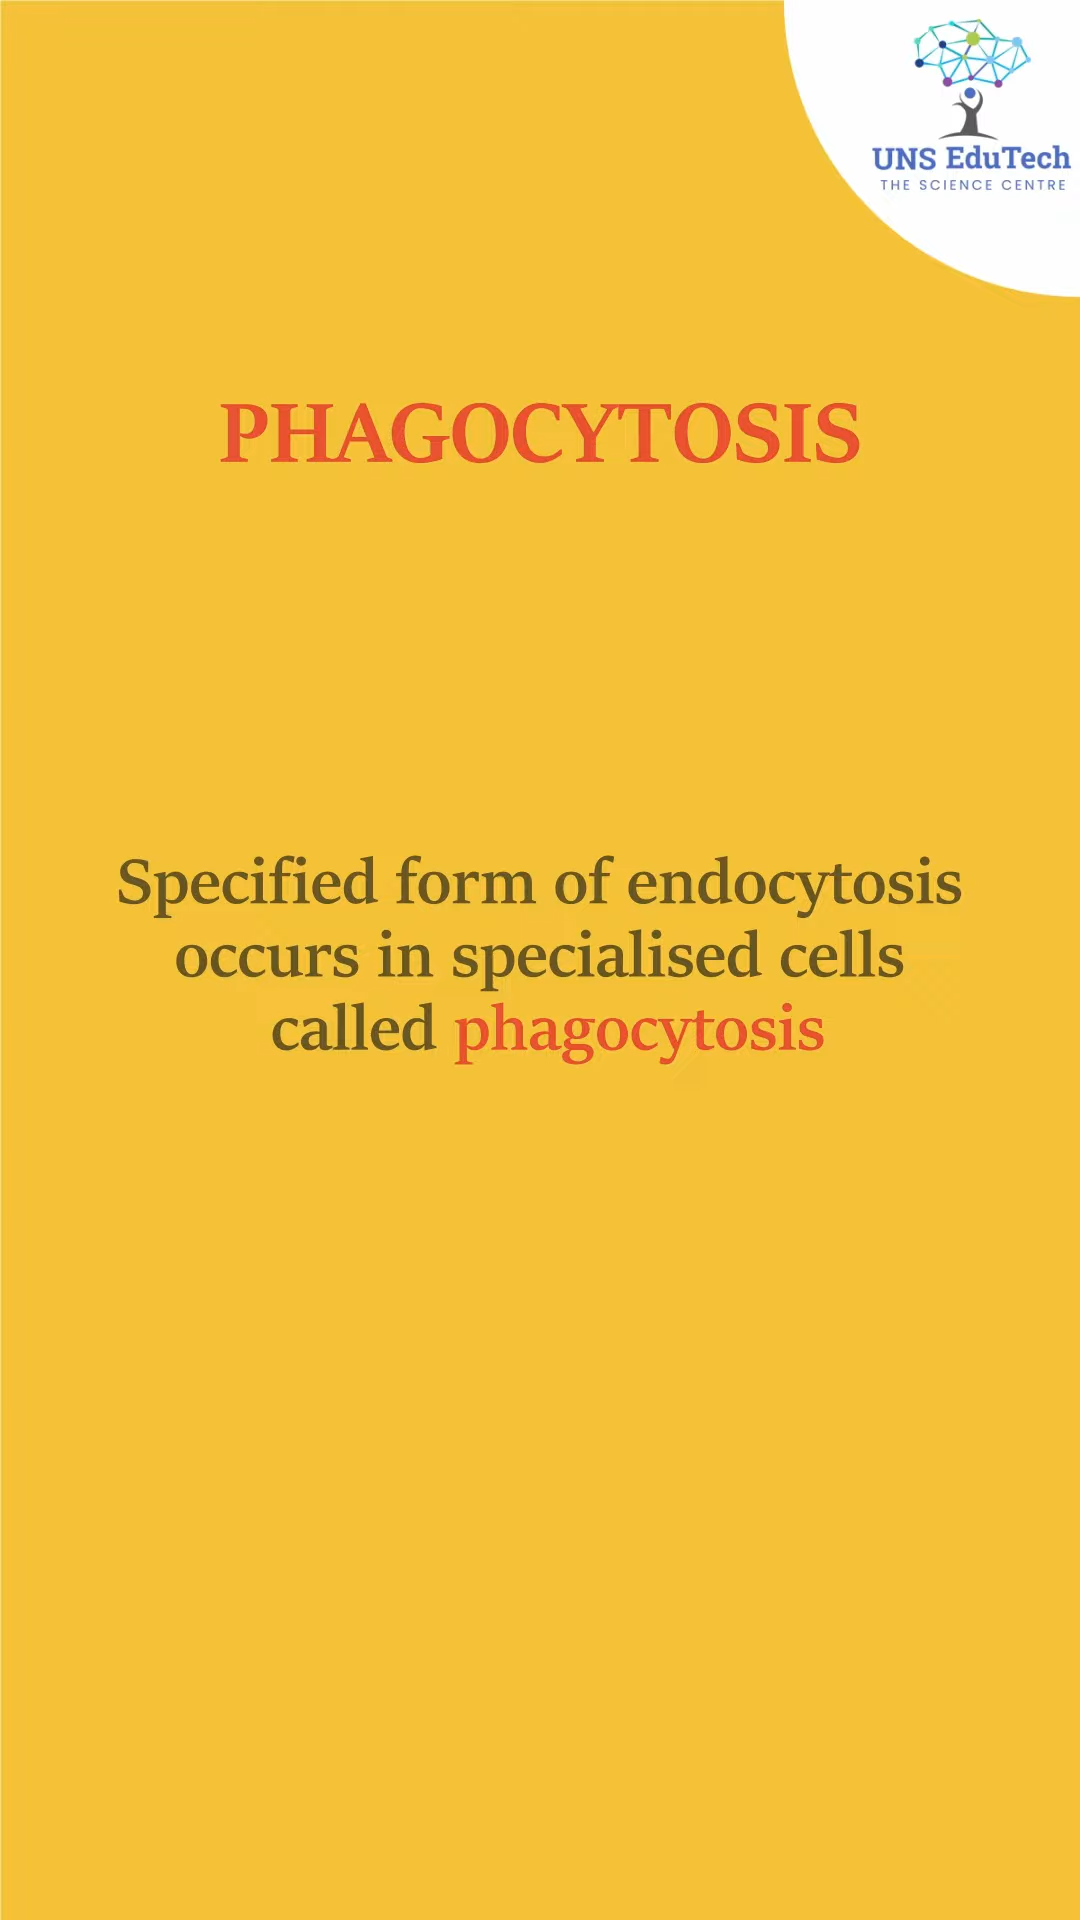 UNS EduTech
THE SCIENCE CENTRE
PHAGOCYTOSIS
Specified form of endocytosis
occurs in specialised cells
called phagocytosis